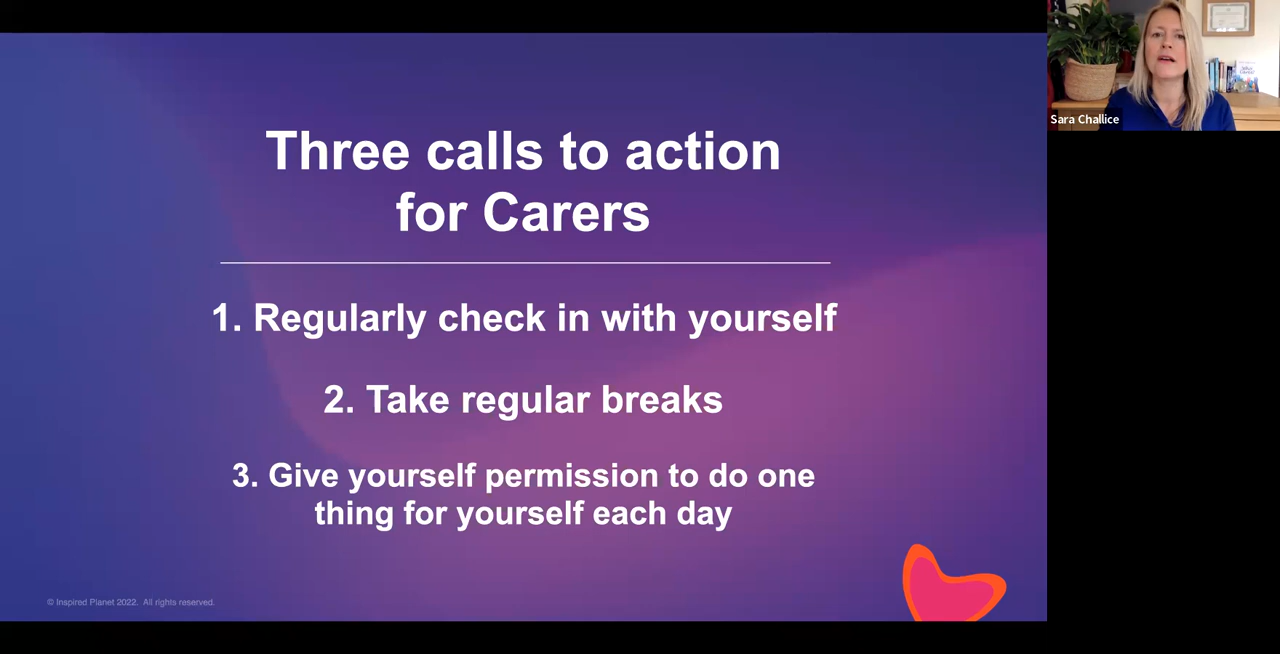 Three calls to action
for Carers
1. Regularly check in with yourself
2. Take regular breaks
3. Give yourself permission to do one
thing for yourself each day
© Inspired Planet 2022. All rights reserved.
Sara Challice